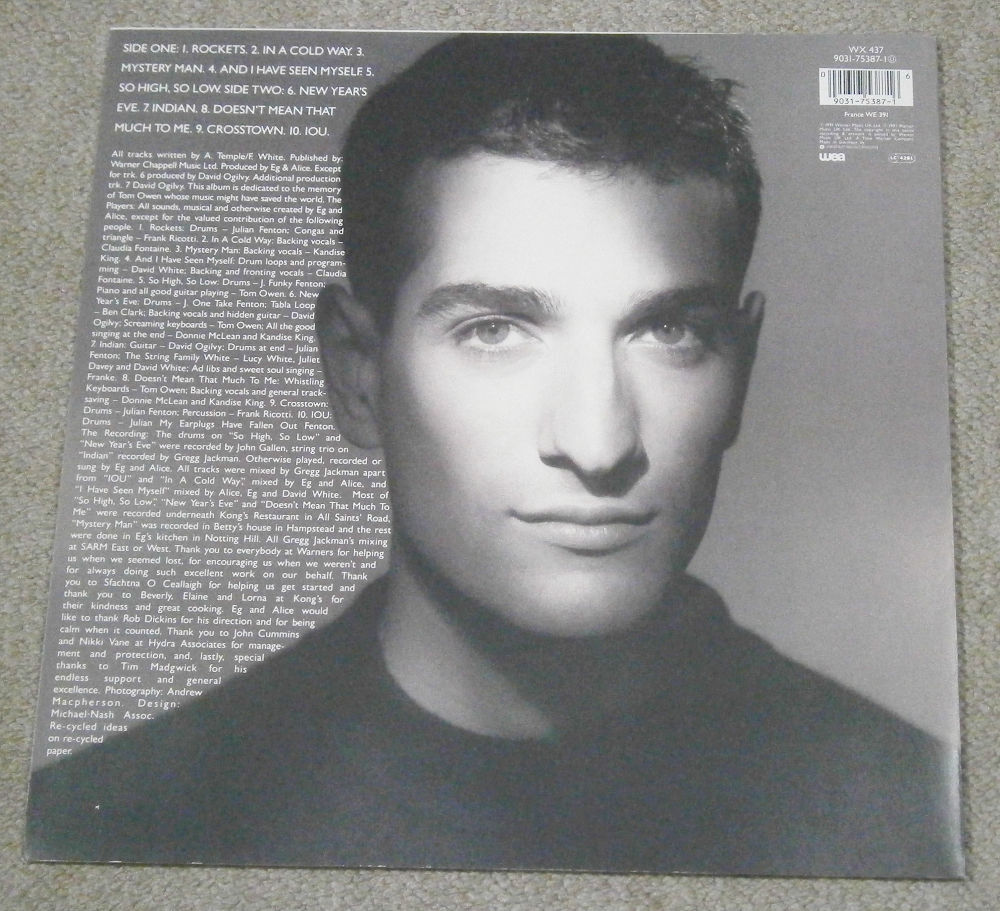 SIDE ONE: 1. ROCKETS. 2. IN A COLD WAY. 3.
MYSTERY MAN. 4. AND I HAVE SEEN MYSELF. 5.
SO HIGH, SO LOW. SIDE TWO: 6. NEW YEAR'S
EVE. 7 INDIAN. 8. DOESN'T MEAN THAT
MUCH TO ME. 9. CROSSTOWN. 10. IOU.
All tracks written by A. Temple/F. White. Published by:
Warner Chappell Music Ltd. Produced by Eg & Alice. Except
for trk. 6 produced by David Ogilvy. Additional production
trk. 7 David Ogilvy. This album is dedicated to the memory
of Tom Owen whose music might have saved the world. The
Players: All sounds, musical and otherwise created by Eg and
Alice, except for the valued contribution of the following
people. 1. Rockets: Drums – Julian Fenton; Congas and
triangle – Frank Ricotti. 2. In A Cold Way: Backing vocals –
Claudia Fontaine. 3. Mystery Man: Backing vocals – Kandise
King. 4. And I Have Seen Myself: Drum loops and program-
ming – David White; Backing and fronting vocals – Claudia
Fontaine. 5. So High, So Low: Drums – J. Funky Fenton;
Piano and all good guitar playing – Tom Owen. 6. New
Year's Eve: Drums – J. One Take Fenton; Tabla Loop
– Ben Clark; Backing vocals and hidden guitar – David
Ogilvy; Screaming keyboards – Tom Owen; All the good
singing at the end – Donnie McLean and Kandise King.
7. Indian: Guitar – David Ogilvy; Drums at end – Julian
Fenton; The String Family White – Lucy White, Juliet,
Davey and David White; Ad libs and sweet soul singing –
Franke. 8. Doesn't Mean That Much To Me: Whistling
Keyboards – Tom Owen; Backing vocals and general track-
saving – Donnie McLean and Kandise King. 9. Crosstown:
Drums – Julian Fenton; Percussion – Frank Ricotti. 10. IOU:
Drums – Julian My Earplugs Have Fallen Out Fenton.
The Recording: The drums on "So High, So Low" and
"New Year's Eve" were recorded by John Gallen, string trio on
"Indian" recorded by Gregg Jackman. Otherwise played, recorded or
sung by Eg and Alice. All tracks were mixed by Gregg Jackman apart
from "IOU" and "In A Cold Way," mixed by Eg and Alice, and
"I Have Seen Myself" mixed by Alice, Eg and David White. Most of
"So High, So Low," "New Year's Eve" and "Doesn't Mean That Much To
Me" were recorded underneath Kong's Restaurant in All Saints' Road,
"Mystery Man" was recorded in Betty's house in Hampstead and the rest
were done in Eg's kitchen in Notting Hill. All Gregg Jackman's mixing
at SARM East or West. Thank you to everybody at Warners for helping
us when we seemed lost, for encouraging us when we weren't and
for always doing such excellent work on our behalf. Thank
you to Sfachtna O Ceallaigh for helping us get started and
thank you to Beverly, Elaine and Lorna at Kong's for
their kindness and great cooking. Eg and Alice would
like to thank Rob Dickins for his direction and for being
calm when it counted. Thank you to John Cummins
and Nikki Vane at Hydra Associates for manage-
ment and protection, and, lastly, special
thanks to Tim Madgwick for his
endless support and general
excellence. Photography: Andrew
Macpherson. Design:
Michael-Nash Assoc.
Re-cycled ideas
on re-cycled
paper.
WX 437
9031-75387-1
0 6
9031-75387-1
France WE 391
wea
LC 4281